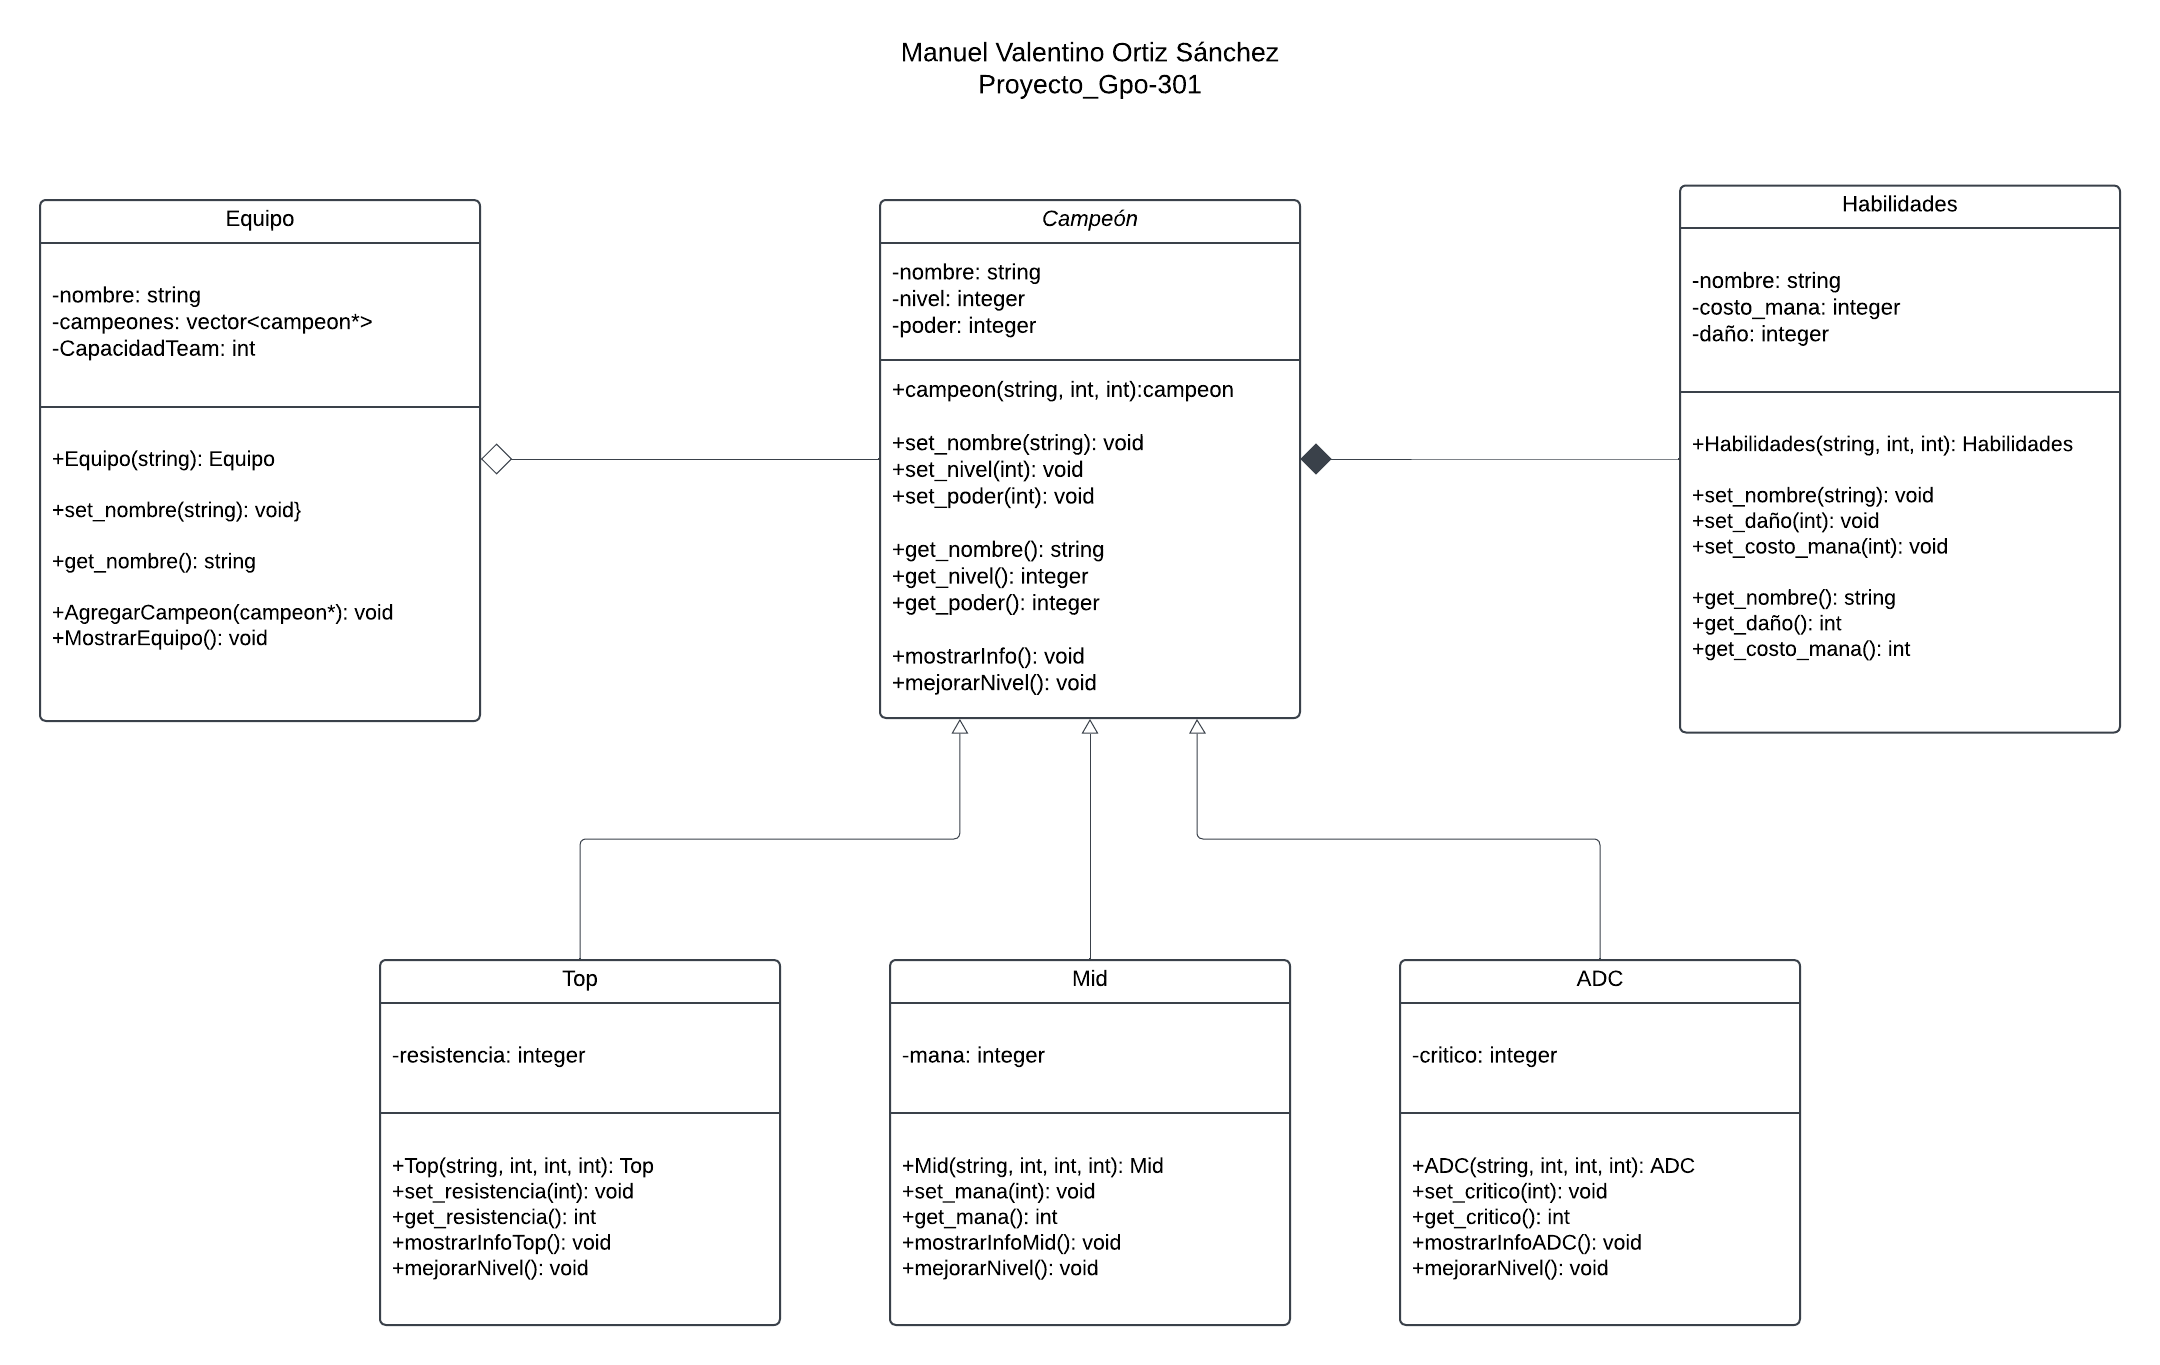 Manuel Valentino Ortiz Sánchez
Proyecto_Gpo-301
Equipo
-nombre: string
-campeones: vector<campeon*>
-CapacidadTeam: int
+Equipo(string): Equipo
+set_nombre(string): void}
+get_nombre(): string
+AgregarCampeon(campeon*): void
+MostrarEquipo(): void
Campeón
-nombre: string
-nivel: integer
-poder: integer
+campeon(string, int, int):campeon
+set_nombre(string): void
+set_nivel(int): void
+set_poder(int): void
+get_nombre(): string
+get_nivel(): integer
+get_poder(): integer
+mostrarInfo(): void
+mejorarNivel(): void
Habilidades
-nombre: string
-costo_mana: integer
-daño: integer
+Habilidades(string, int, int): Habilidades
+set_nombre(string): void
+set_daño(int): void
+set_costo_mana(int): void
+get_nombre(): string
+get_daño(): int
+get_costo_mana(): int
Top
-resistencia: integer
+Top(string, int, int, int): Top
+set_resistencia(int): void
+get_resistencia(): int
+mostrarInfoTop(): void
+mejorarNivel(): void
Mid
-mana: integer
+Mid(string, int, int, int): Mid
+set_mana(int): void
+get_mana(): int
+mostrarInfoMid(): void
+mejorarNivel(): void
ADC
-critico: integer
+ADC(string, int, int, int): ADC
+set_critico(int): void
+get_critico(): int
+mostrarInfoADC(): void
+mejorarNivel(): void